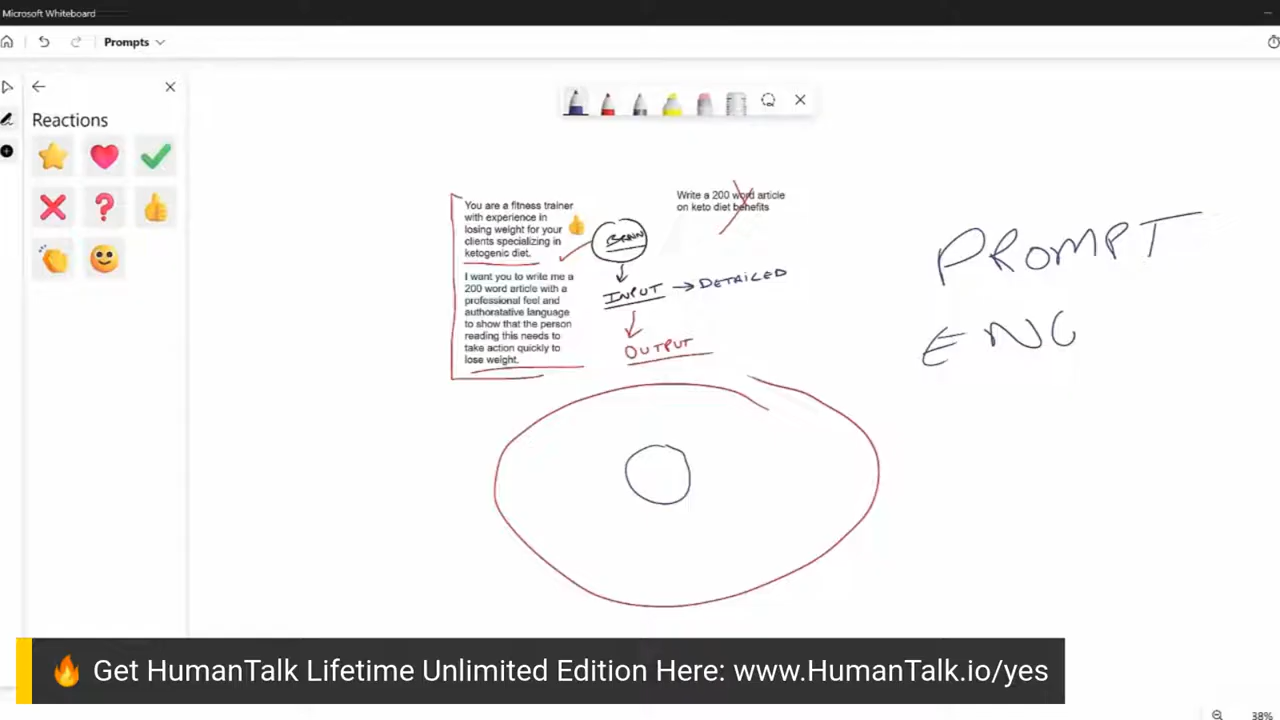 Microsoft Whiteboard
Prompts
Reactions
You are a fitness trainer
with experience in
losing weight for your
clients specializing in
ketogenic diet.
I want you to write me a
200 word article with a
professional feel and
authoratative language
to show that the person
reading this needs to
take action quickly to
lose weight.
Write a 200 word article
on keto diet benefits
BRAIN
INPUT → DETAILED
OUTPUT
PROMPT
ENG
🔥 Get HumanTalk Lifetime Unlimited Edition Here: www.HumanTalk.io/yes
38%